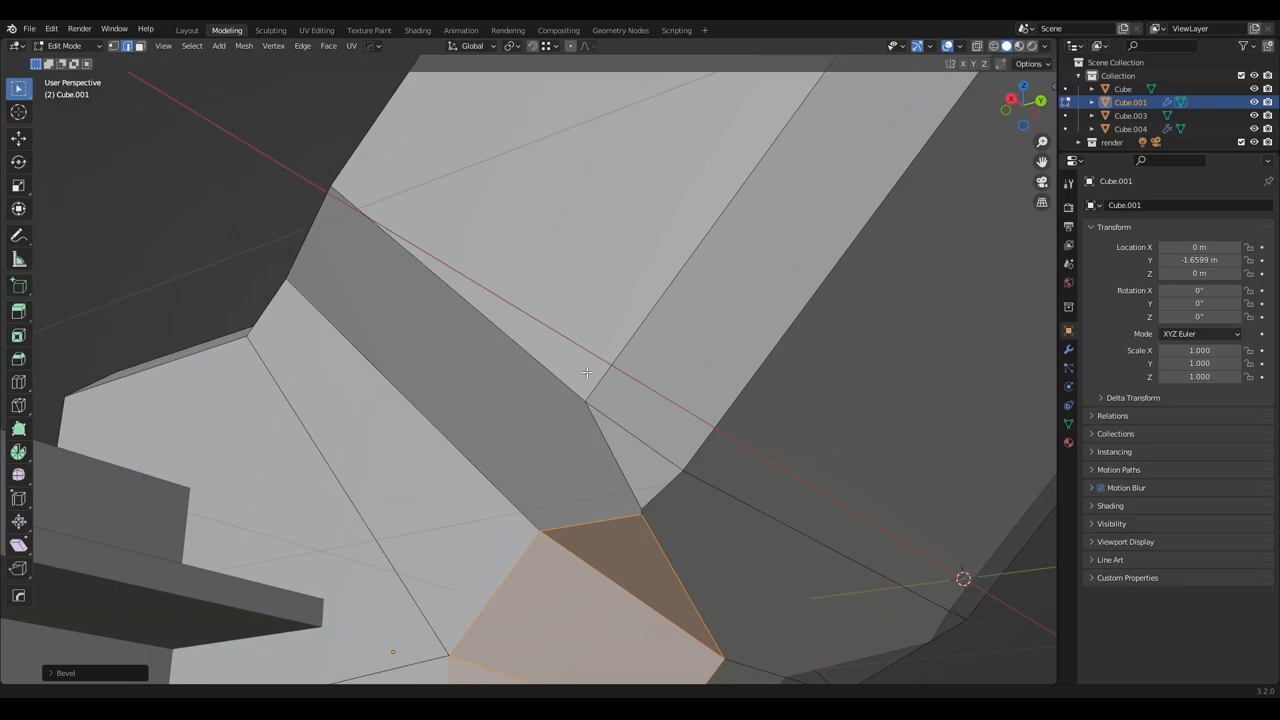 File Edit Render Window Help Layout Modeling Sculpting UV Editing Texture Paint Shading Animation Rendering Compositing Geometry Nodes Scripting Scene ViewLayer
Edit Mode View Select Add Mesh Vertex Edge Face UV Global
X Y Z Options
User Perspective
(2) Cube.001
Scene Collection
Collection
Cube
Cube.001
Cube.003
Cube.004
render
Z
X Y
Cube.001
Cube.001
Transform
Location X 0 m
Y -1.6599 m
Z 0 m
Rotation X 0°
Y 0°
Z 0°
Mode XYZ Euler
Scale X 1.000
Y 1.000
Z 1.000
Delta Transform
Relations
Collections
Instancing
Motion Paths
Motion Blur
Shading
Visibility
Viewport Display
Line Art
Custom Properties
Bevel
3.2.0